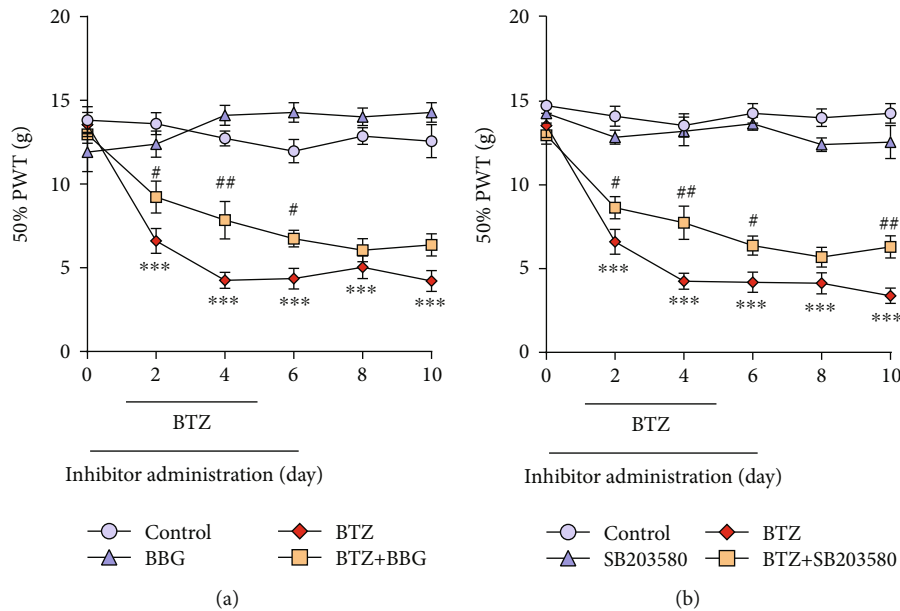 20
15
10
5
0
50% PWT (g)
#
##
#
***
***
***
***
***
0 2 4 6 8 10
BTZ
Inhibitor administration (day)
Control
BBG
BTZ
BTZ+BBG
(a)
20
15
10
5
0
50% PWT (g)
#
##
#
##
***
***
***
***
***
0 2 4 6 8 10
BTZ
Inhibitor administration (day)
Control
SB203580
BTZ
BTZ+SB203580
(b)